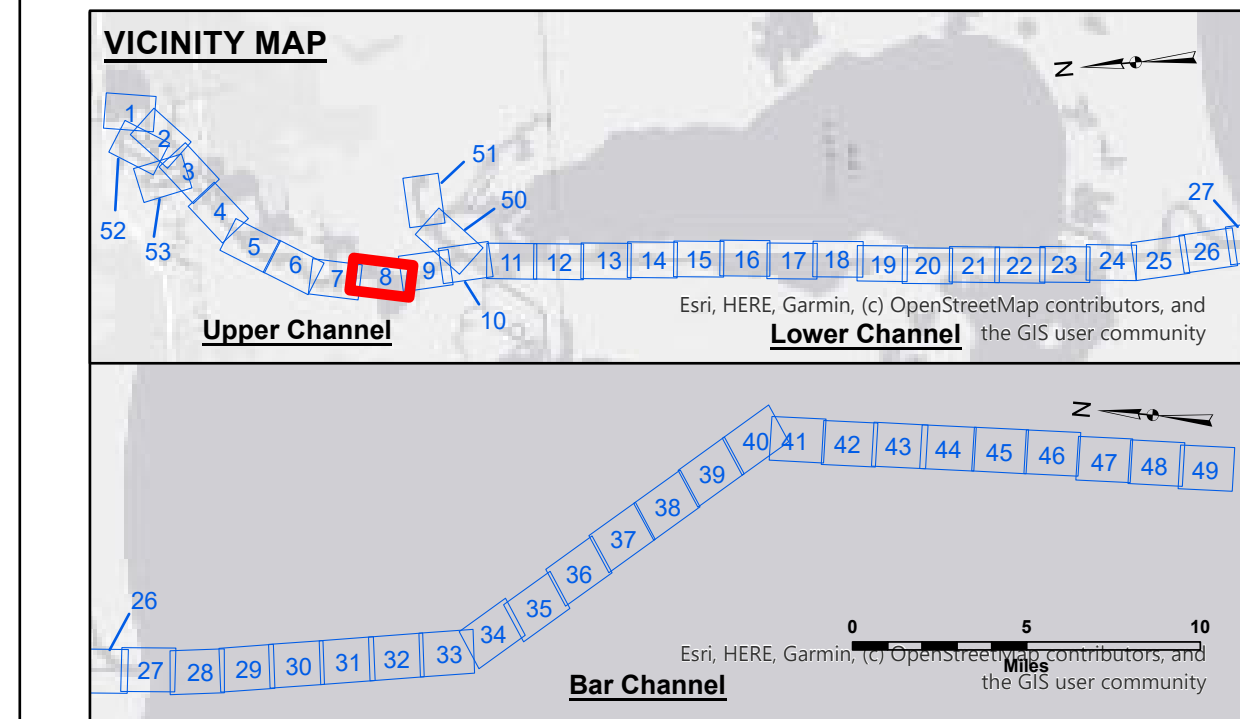 VICINITY MAP
N
1
2
3
52
53
4
5
6
7
8
9
10
51
50
11 12 13 14 15 16 17 18 19 20 21 22 23 24 25 26
27
Upper Channel
Esri, HERE, Garmin, (c) OpenStreetMap contributors, and
Lower Channel the GIS user community
N
40 41 42 43 44 45 46 47 48 49
39
38
37
36
35
34
26
27 28 29 30 31 32 33
0 5 10
Miles
Esri, HERE, Garmin, (c) OpenStreetMap contributors, and
the GIS user community
Bar Channel